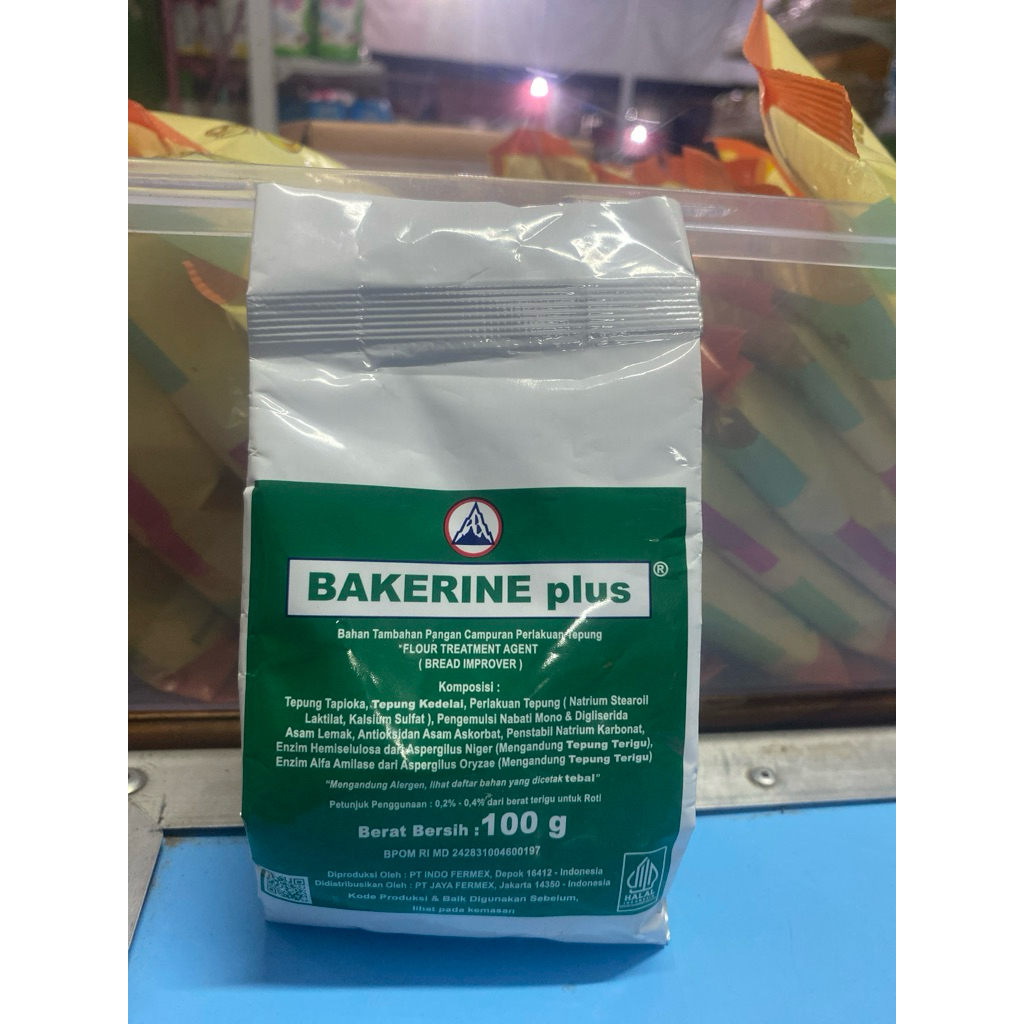 BAKERINE plus ®
Bahan Tambahan Pangan Campuran Perlakuan Tepung
*FLOUR TREATMENT AGENT
( BREAD IMPROVER )
Komposisi :
Tepung Tapioka, Tepung Kedelai, Perlakuan Tepung ( Natrium Stearoil
Laktilat, Kalsium Sulfat ), Pengemulsi Nabati Mono & Digliserida
Asam Lemak, Antioksidan Asam Askorbat, Penstabil Natrium Karbonat,
Enzim Hemiselulosa dari Aspergilus Niger (Mengandung Tepung Terigu),
Enzim Alfa Amilase dari Aspergilus Oryzae (Mengandung Tepung Terigu)
"Mengandung Alergen, lihat daftar bahan yang dicetak tebal"
Petunjuk Penggunaan : 0,2% - 0,4% dari berat terigu untuk Roti
Berat Bersih : 100 g
BPOM RI MD 242831004600197
Diproduksi Oleh : PT INDO FERMEX, Depok 16412 - Indonesia
Didistribusikan Oleh : PT JAYA FERMEX, Jakarta 14350 - Indonesia
Kode Produksi & Baik Digunakan Sebelum,
lihat pada kemasan
HALAL
INDONESIA